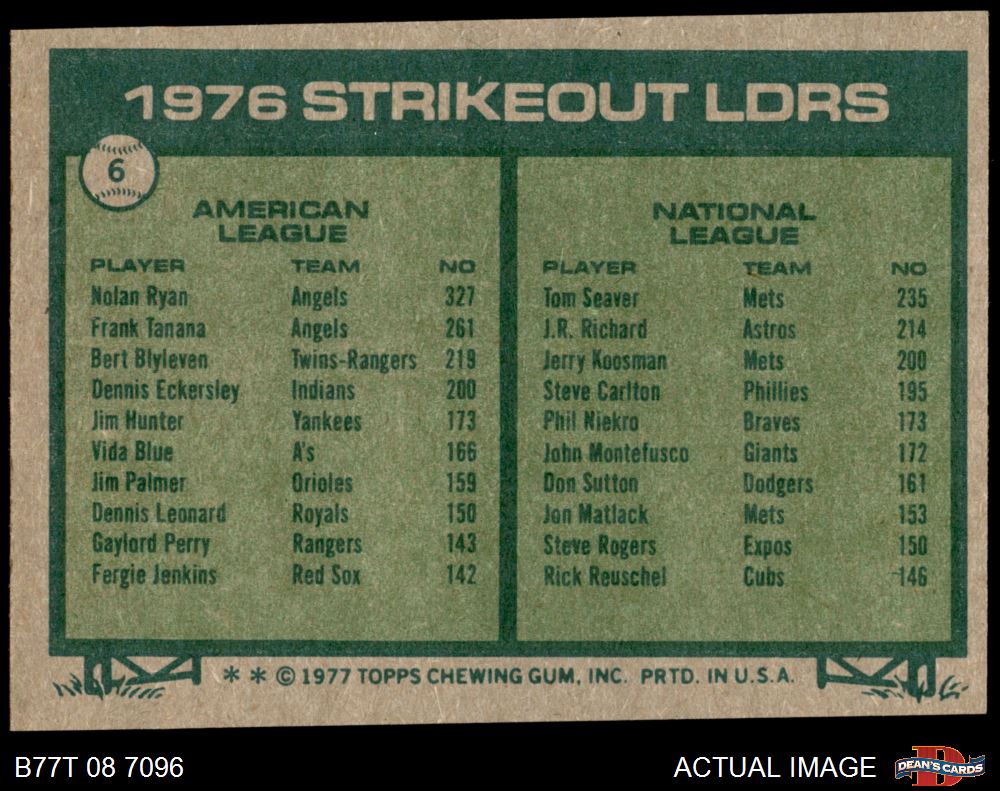 1976 STRIKEOUT LDRS
6
AMERICAN
LEAGUE
PLAYER TEAM NO
Nolan Ryan Angels 327
Frank Tanana Angels 261
Bert Blyleven Twins-Rangers 219
Dennis Eckersley Indians 200
Jim Hunter Yankees 173
Vida Blue A's 166
Jim Palmer Orioles 159
Dennis Leonard Royals 150
Gaylord Perry Rangers 143
Fergie Jenkins Red Sox 142
NATIONAL
LEAGUE
PLAYER TEAM NO
Tom Seaver Mets 235
J.R. Richard Astros 214
Jerry Koosman Mets 200
Steve Carlton Phillies 195
Phil Niekro Braves 173
John Montefusco Giants 172
Don Sutton Dodgers 161
Jon Matlack Mets 153
Steve Rogers Expos 150
Rick Reuschel Cubs 146
* * © 1977 TOPPS CHEWING GUM, INC. PRTD. IN U.S.A.
B77T 08 7096
ACTUAL IMAGE
D
DEAN'S CARDS